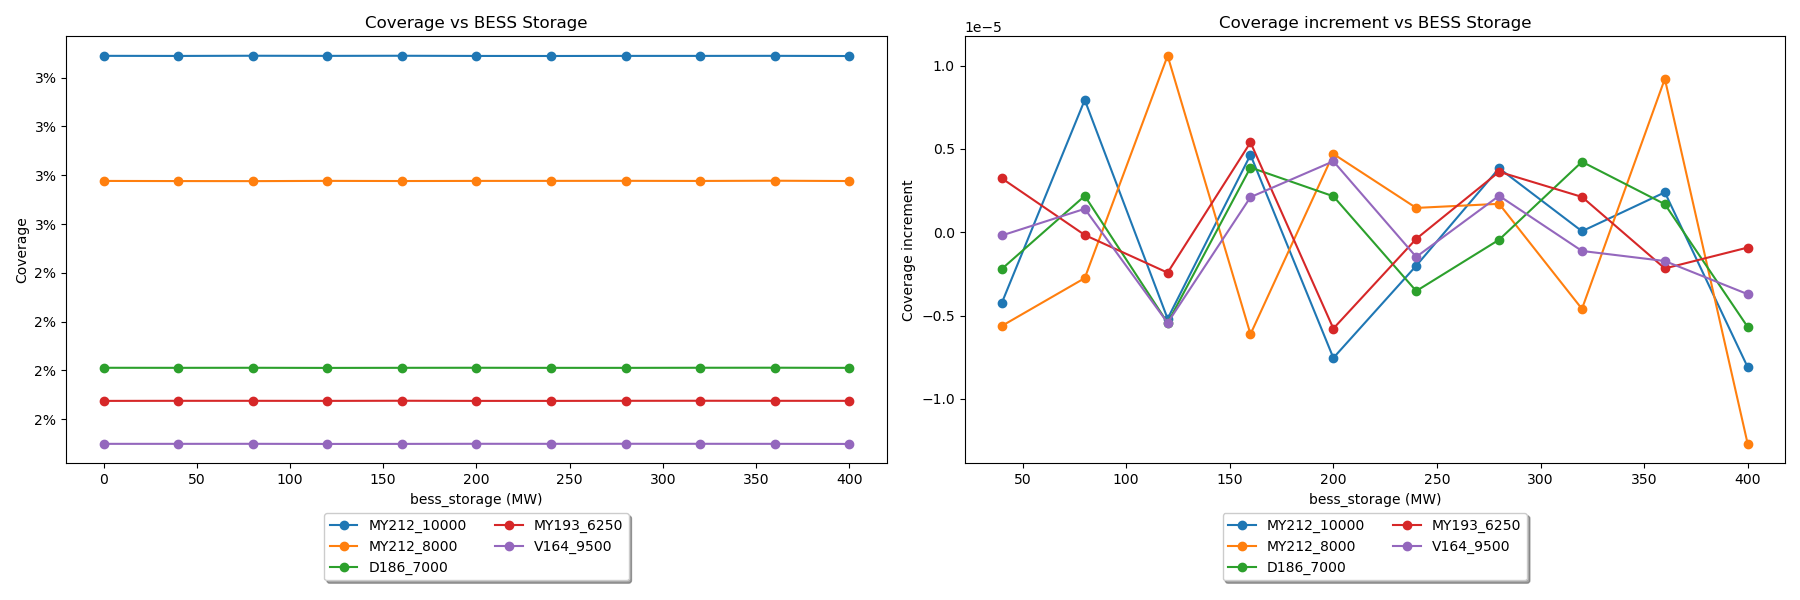 Coverage vs BESS Storage
Coverage
3%
3%
3%
3%
2%
2%
2%
2%
0 50 100 150 200 250 300 350 400
bess_storage (MW)
MY212_10000 MY193_6250
MY212_8000 V164_9500
D186_7000
Coverage increment vs BESS Storage
1e−5
Coverage increment
1.0
0.5
0.0
−0.5
−1.0
50 100 150 200 250 300 350 400
bess_storage (MW)
MY212_10000 MY193_6250
MY212_8000 V164_9500
D186_7000